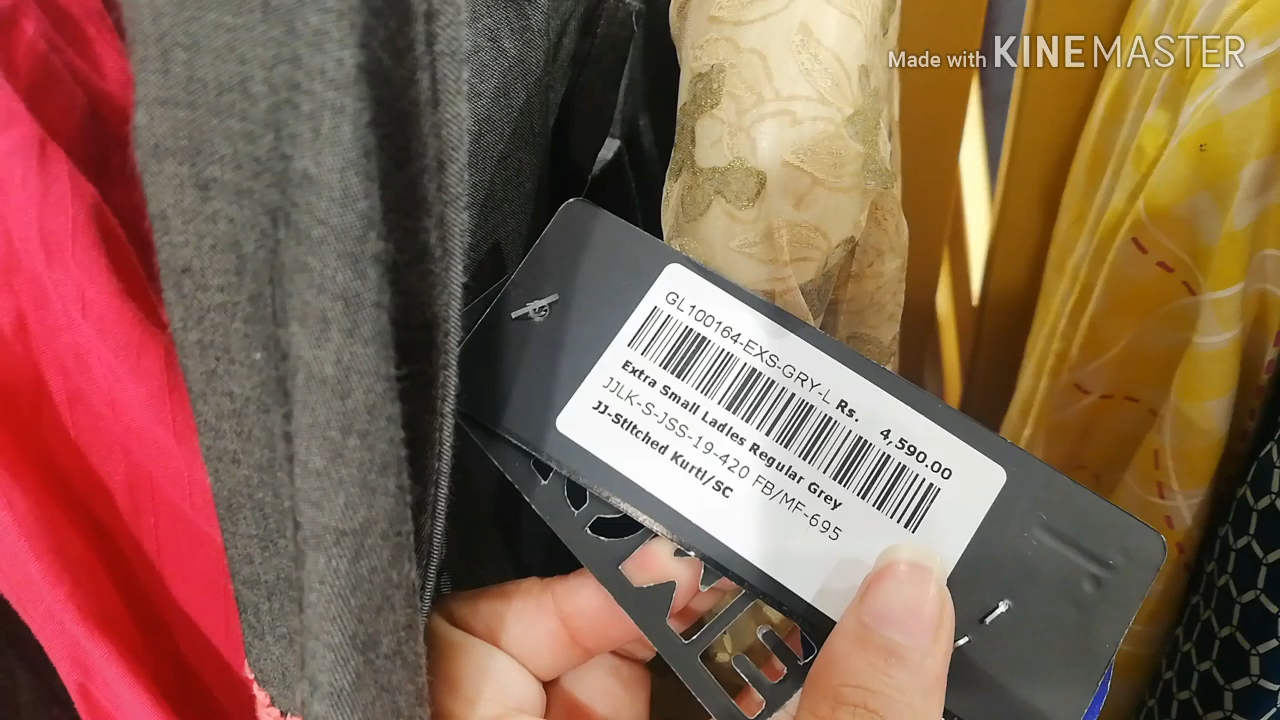 Made with KINEMASTER
GL100164-EXS-GRY-L Rs. 4,590.00
Extra Small Ladies Regular Grey
JJLK-S-JSS-19-420 FB/MF-695
JJ-Stitched Kurti/SC